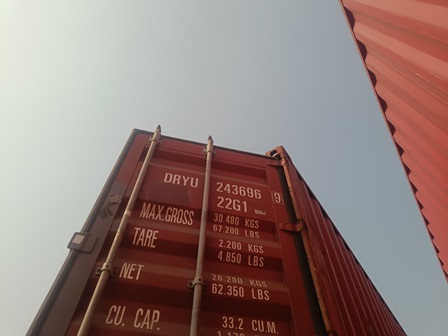 DRYU 243696 9
22G1
MAX.GROSS 30.480 KGS
67.200 LBS
TARE 2.200 KGS
4.850 LBS
NET 28.280 KGS
62.350 LBS
CU. CAP. 33.2 CU.M.